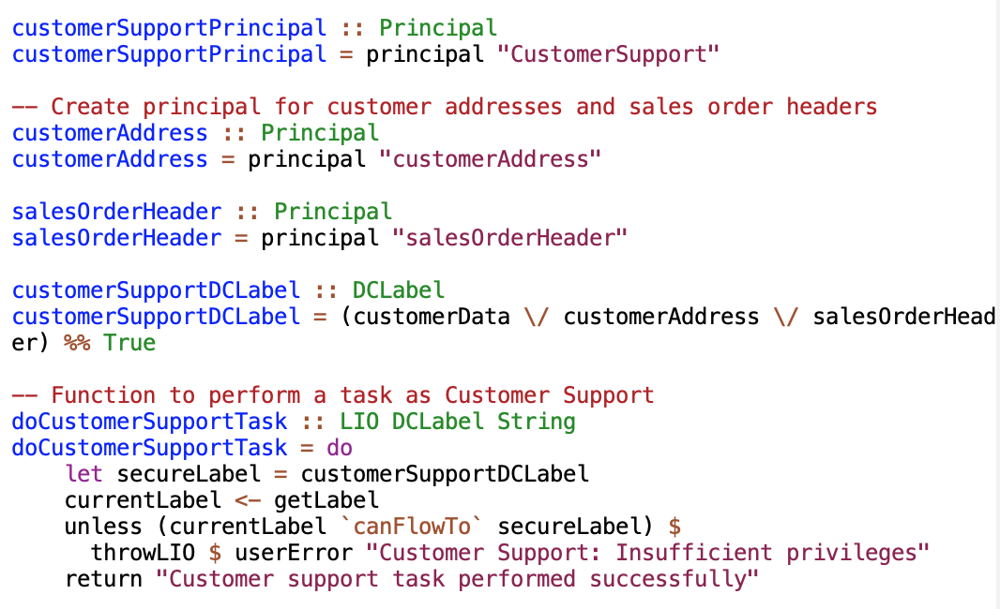 customerSupportPrincipal :: Principal
customerSupportPrincipal = principal "CustomerSupport"

-- Create principal for customer addresses and sales order headers
customerAddress :: Principal
customerAddress = principal "customerAddress"

salesOrderHeader :: Principal
salesOrderHeader = principal "salesOrderHeader"

customerSupportDCLabel :: DCLabel
customerSupportDCLabel = (customerData \/ customerAddress \/ salesOrderHead
er) %% True

-- Function to perform a task as Customer Support
doCustomerSupportTask :: LIO DCLabel String
doCustomerSupportTask = do
    let secureLabel = customerSupportDCLabel
    currentLabel <- getLabel
    unless (currentLabel `canFlowTo` secureLabel) $
      throwLIO $ userError "Customer Support: Insufficient privileges"
    return "Customer support task performed successfully"